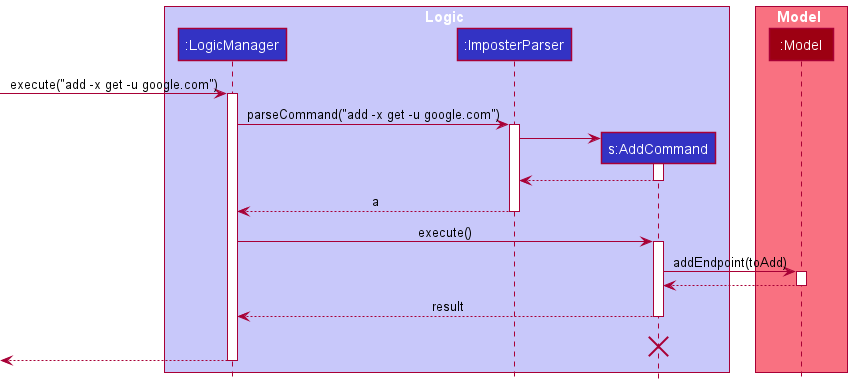 Logic
Model
:LogicManager
:ImposterParser
:Model
execute("add -x get -u google.com")
parseCommand("add -x get -u google.com")
s:AddCommand
a
execute()
addEndpoint(toAdd)
result